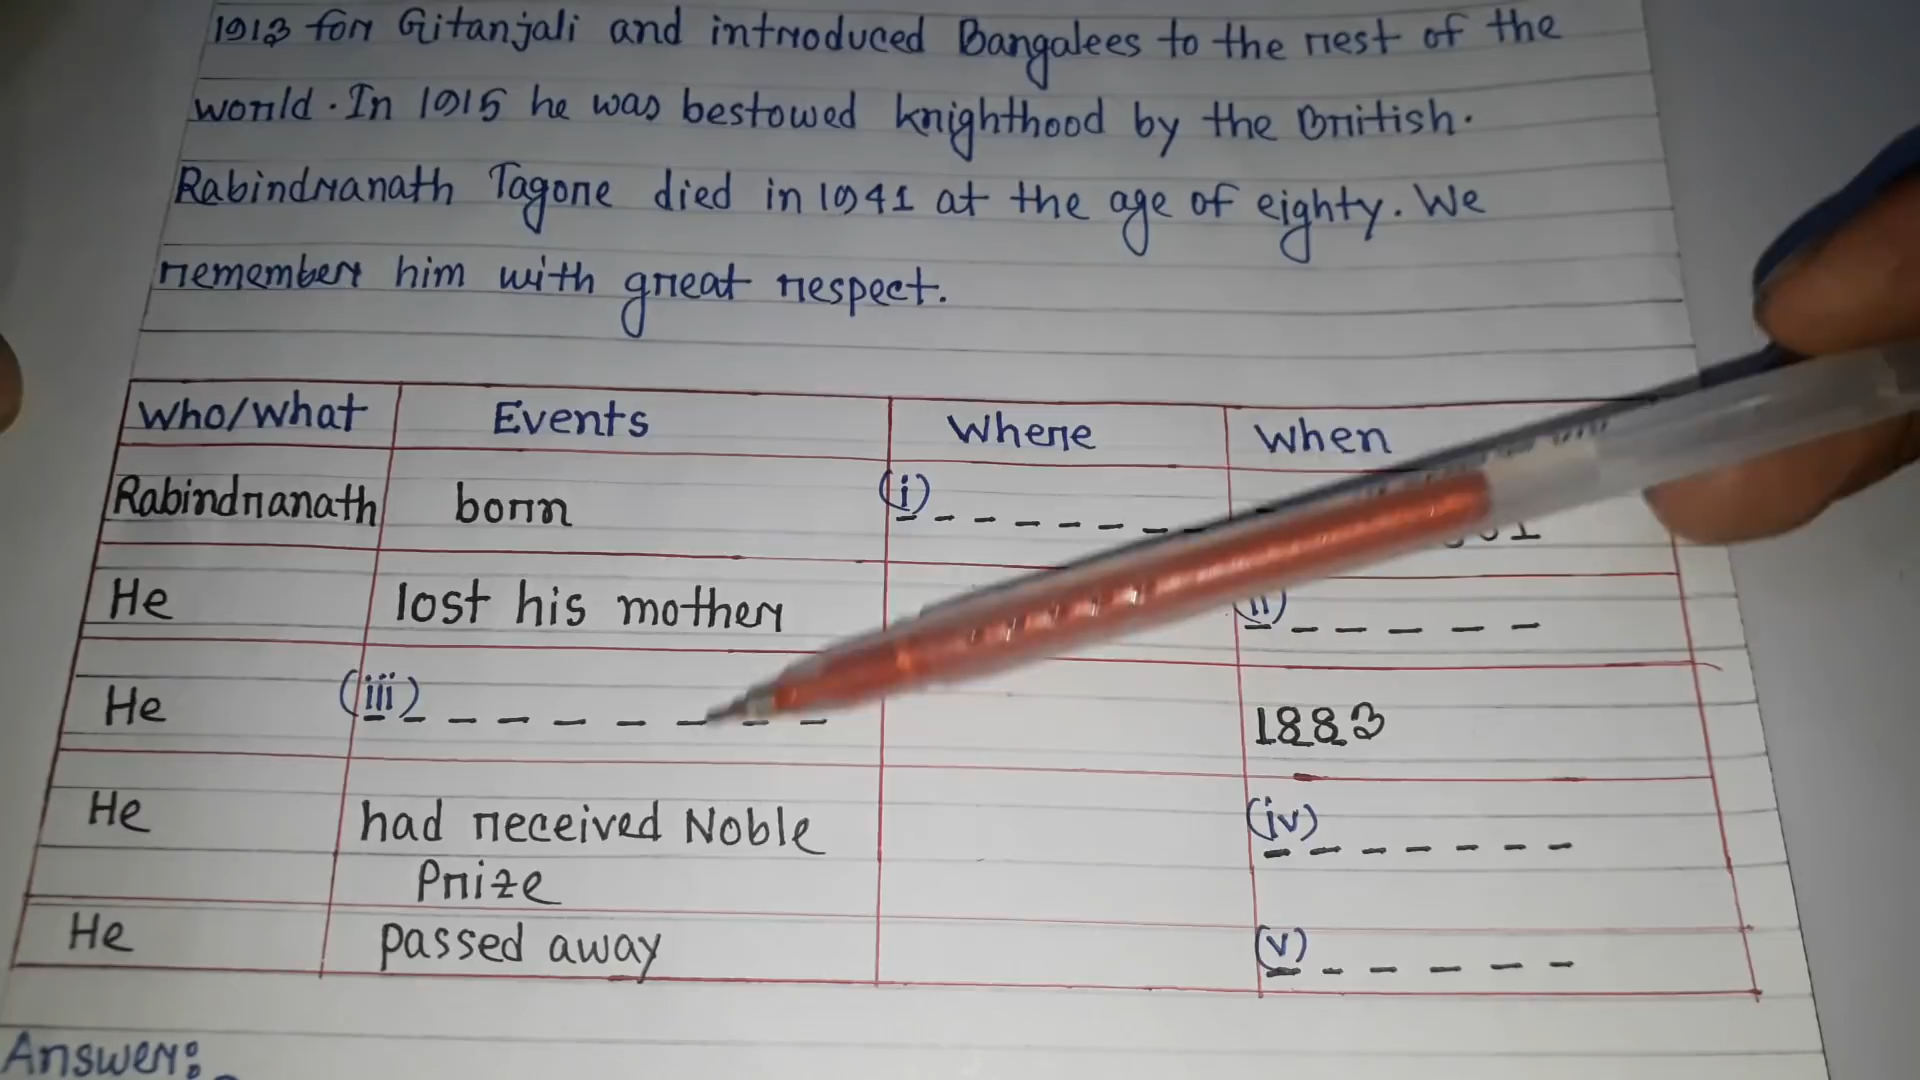 1913 for Gitanjali and introduced Bangalees to the rest of the
world. In 1915 he was bestowed knighthood by the British.
Rabindranath Tagore died in 1941 at the age of eighty. We
remember him with great respect.
Who/What Events Where When
Rabindranath born (i)
He lost his mother (ii)
He (iii) 1883
He had received Noble (iv)
Prize
He passed away (v)
Answer: